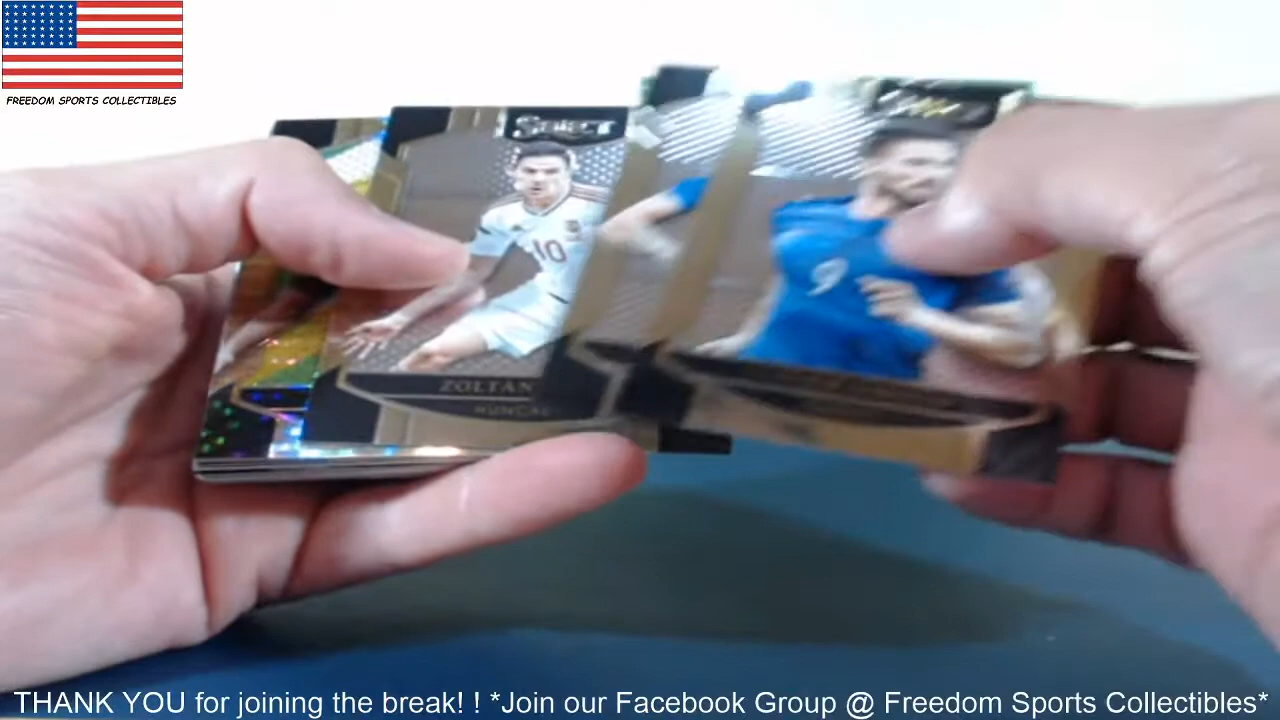 FREEDOM SPORTS COLLECTIBLES
SELECT
10
9
ZOLTAN
THANK YOU for joining the break! ! *Join our Facebook Group @ Freedom Sports Collectibles*